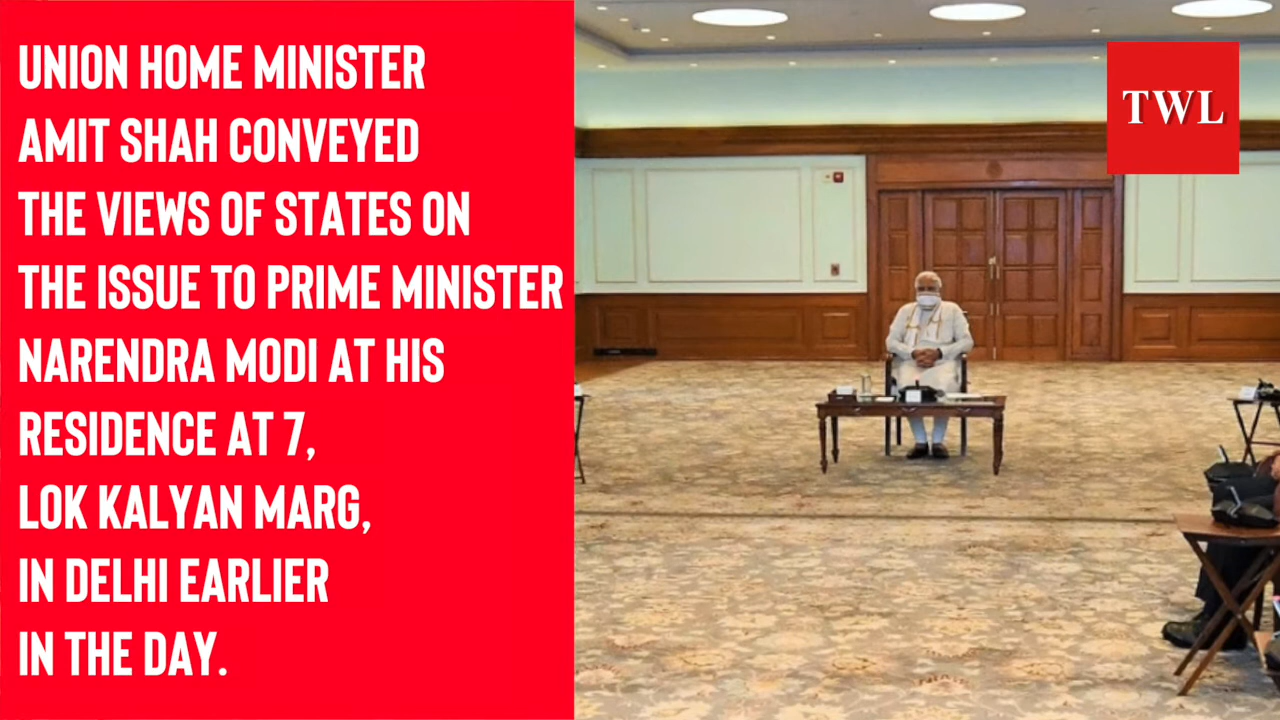 UNION HOME MINISTER
AMIT SHAH CONVEYED
THE VIEWS OF STATES ON
THE ISSUE TO PRIME MINISTER
NARENDRA MODI AT HIS
RESIDENCE AT 7,
LOK KALYAN MARG,
IN DELHI EARLIER
IN THE DAY.
TWL